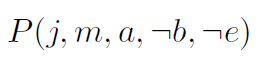 P(j, m, a, ¬b, ¬e)